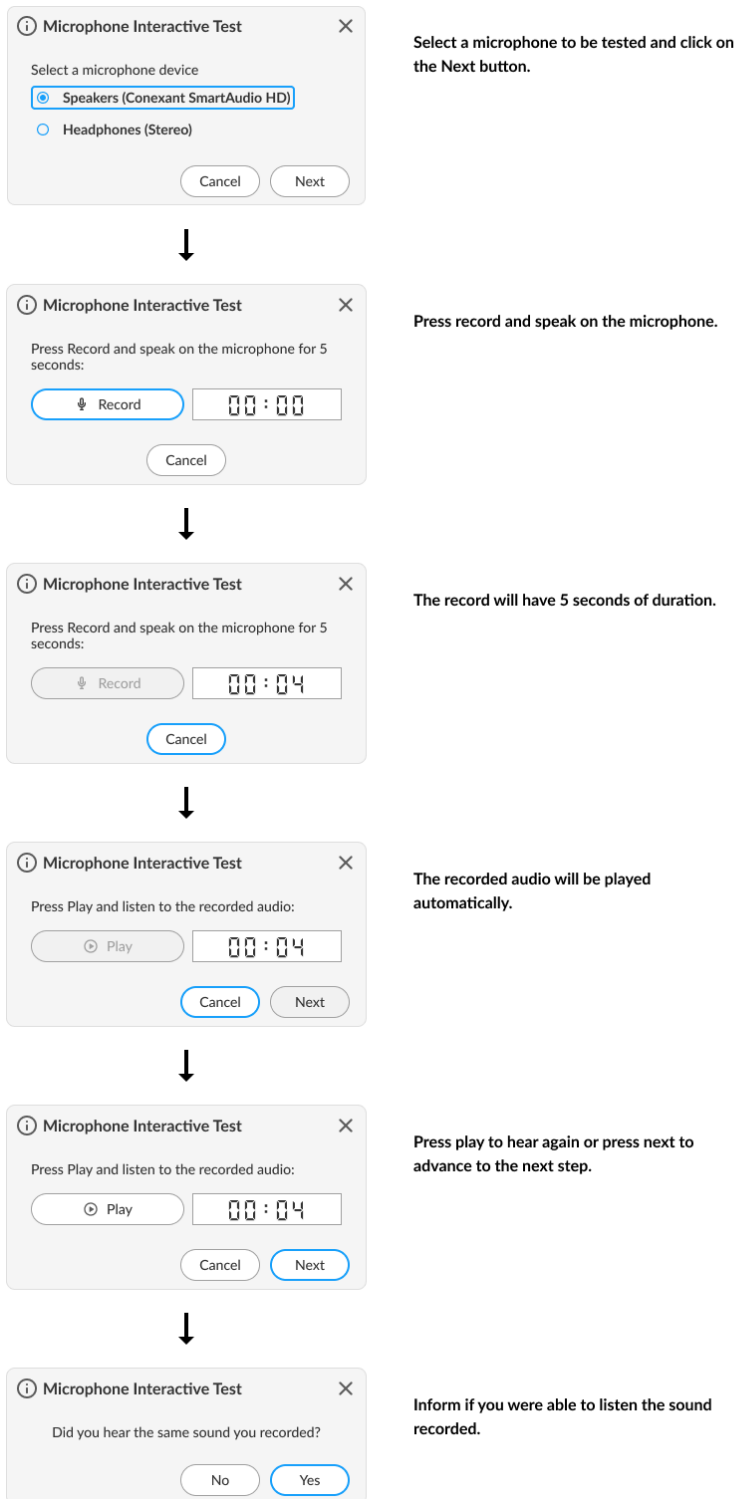 Microphone Interactive Test
Select a microphone to be tested and click on
the Next button.
Select a microphone device
Speakers (Conexant SmartAudio HD)
Headphones (Stereo)
Cancel
Next
Microphone Interactive Test
Press record and speak on the microphone.
Press Record and speak on the microphone for 5
seconds:
Record
00:00
Cancel
Microphone Interactive Test
The record will have 5 seconds of duration.
Press Record and speak on the microphone for 5
seconds:
Record
00:04
Cancel
Microphone Interactive Test
The recorded audio will be played
automatically.
Press Play and listen to the recorded audio:
Play
00:04
Cancel
Next
Microphone Interactive Test
Press play to hear again or press next to
advance to the next step.
Press Play and listen to the recorded audio:
Play
00:04
Cancel
Next
Microphone Interactive Test
Inform if you were able to listen the sound
recorded.
Did you hear the same sound you recorded?
No
Yes